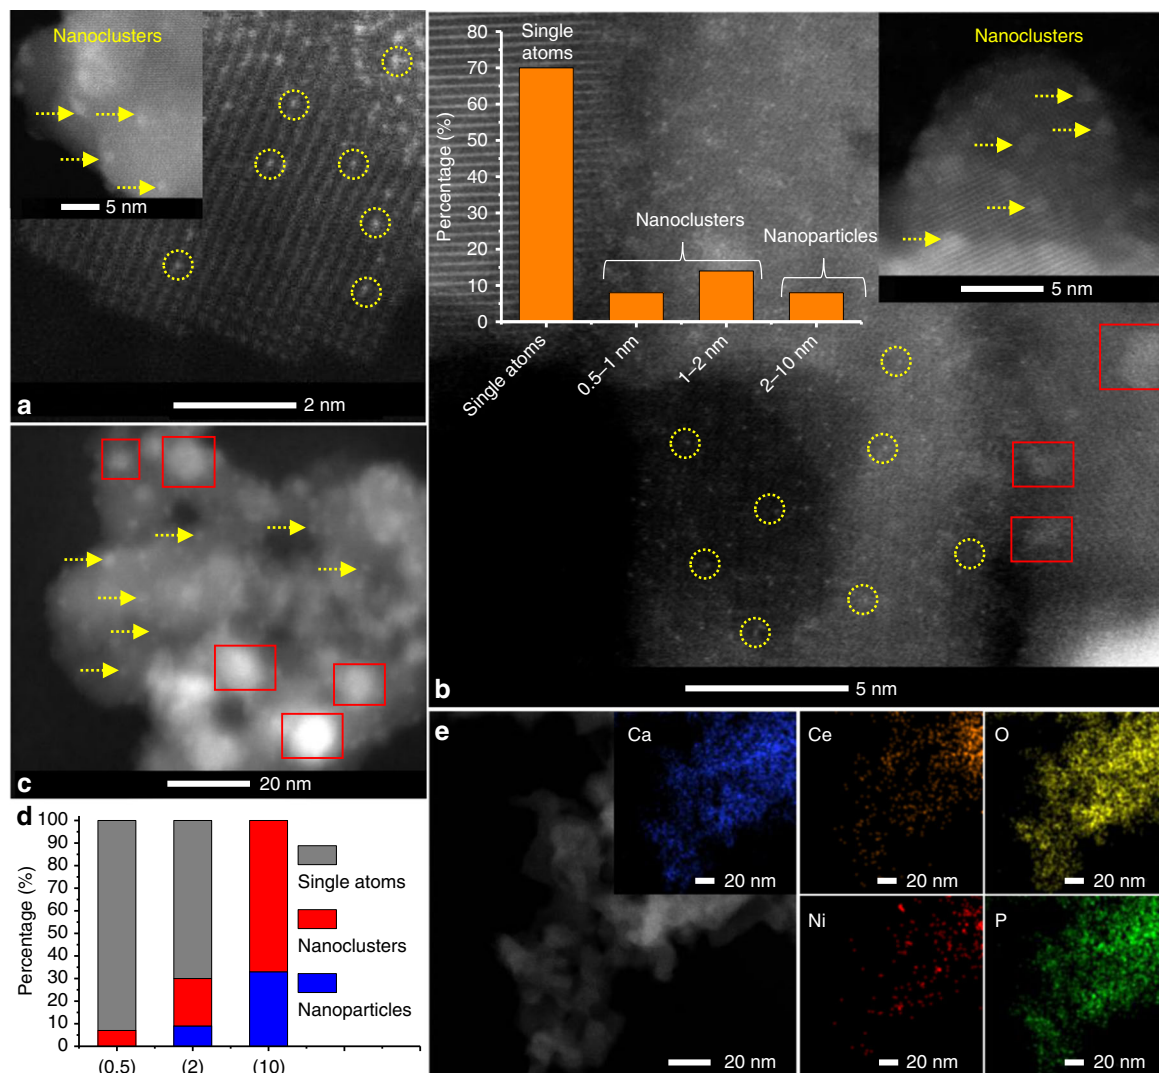 Nanoclusters
5 nm
2 nm
a
Single
atoms
Percentage (%)
80
70
60
50
40
30
20
10
0
Nanoclusters
Nanoparticles
Single atoms
0.5–1 nm
1–2 nm
2–10 nm
Nanoclusters
5 nm
b
5 nm
c
20 nm
d
Percentage (%)
100
90
80
70
60
50
40
30
20
10
0
(0.5)
(2)
(10)
Single atoms
Nanoclusters
Nanoparticles
e
20 nm
Ca
Ce
20 nm
O
20 nm
Ni
20 nm
P
20 nm